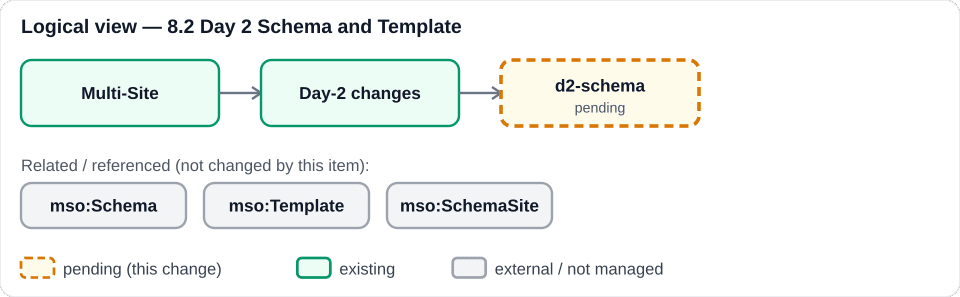 Logical view — 8.2 Day 2 Schema and Template
Multi-Site
Day-2 changes
d2-schema
pending
Related / referenced (not changed by this item):
mso:Schema
mso:Template
mso:SchemaSite
pending (this change)
existing
external / not managed